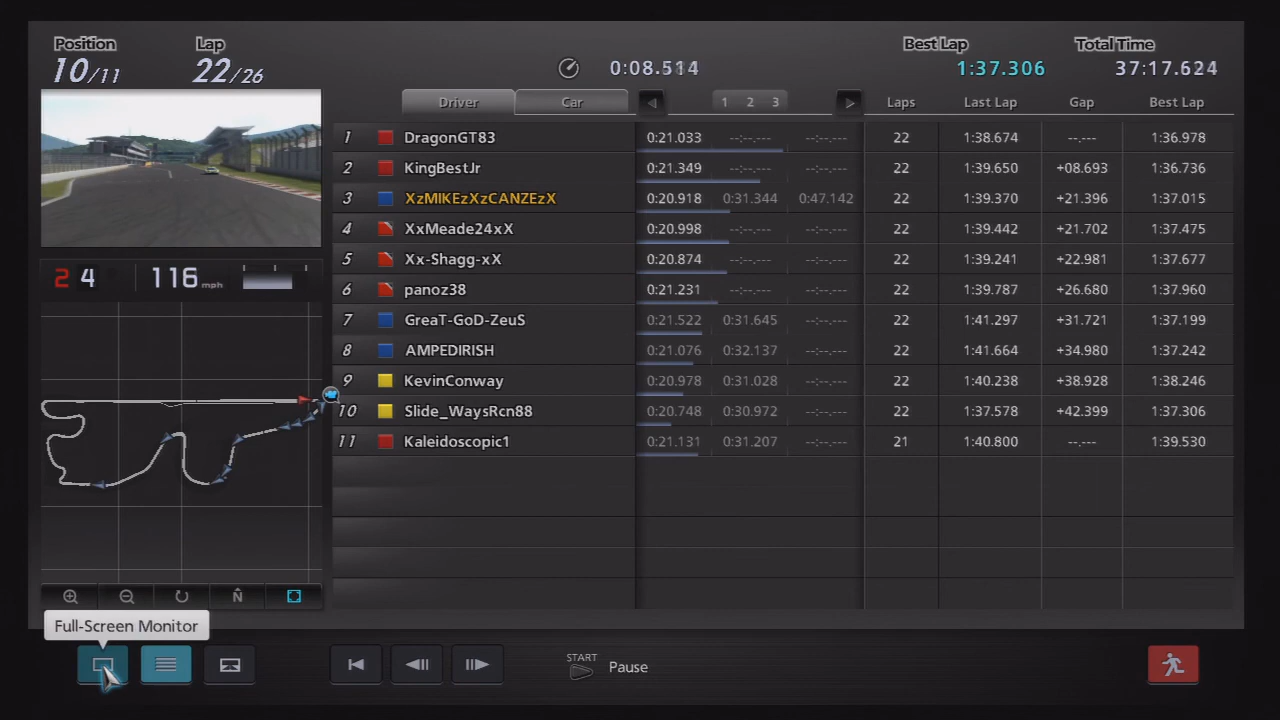 Position Lap Best Lap Total Time
10/11 22/26 0:08.514 1:37.306 37:17.624
Driver Car 1 2 3 Laps Last Lap Gap Best Lap
1 DragonGT83 0:21.033 --:--.--- --:--.--- 22 1:38.674 --.--- 1:36.978
2 KingBestJr 0:21.349 --:--.--- --:--.--- 22 1:39.650 +08.693 1:36.736
3 XzMIKEzXzCANZEzX 0:20.918 0:31.344 0:47.142 22 1:39.370 +21.396 1:37.015
4 XxMeade24xX 0:20.998 --:--.--- --:--.--- 22 1:39.442 +21.702 1:37.475
5 Xx-Shagg-xX 0:20.874 --:--.--- --:--.--- 22 1:39.241 +22.981 1:37.677
6 panoz38 0:21.231 --:--.--- --:--.--- 22 1:39.787 +26.680 1:37.960
7 GreaT-GoD-ZeuS 0:21.522 0:31.645 --:--.--- 22 1:41.297 +31.721 1:37.199
8 AMPEDIRISH 0:21.076 0:32.137 --:--.--- 22 1:41.664 +34.980 1:37.242
9 KevinConway 0:20.978 0:31.028 --:--.--- 22 1:40.238 +38.928 1:38.246
10 Slide_WaysRcn88 0:20.748 0:30.972 --:--.--- 22 1:37.578 +42.399 1:37.306
11 Kaleidoscopic1 0:21.131 0:31.207 --:--.--- 21 1:40.800 --.--- 1:39.530
2 4 116 mph
N
Full-Screen Monitor
START Pause